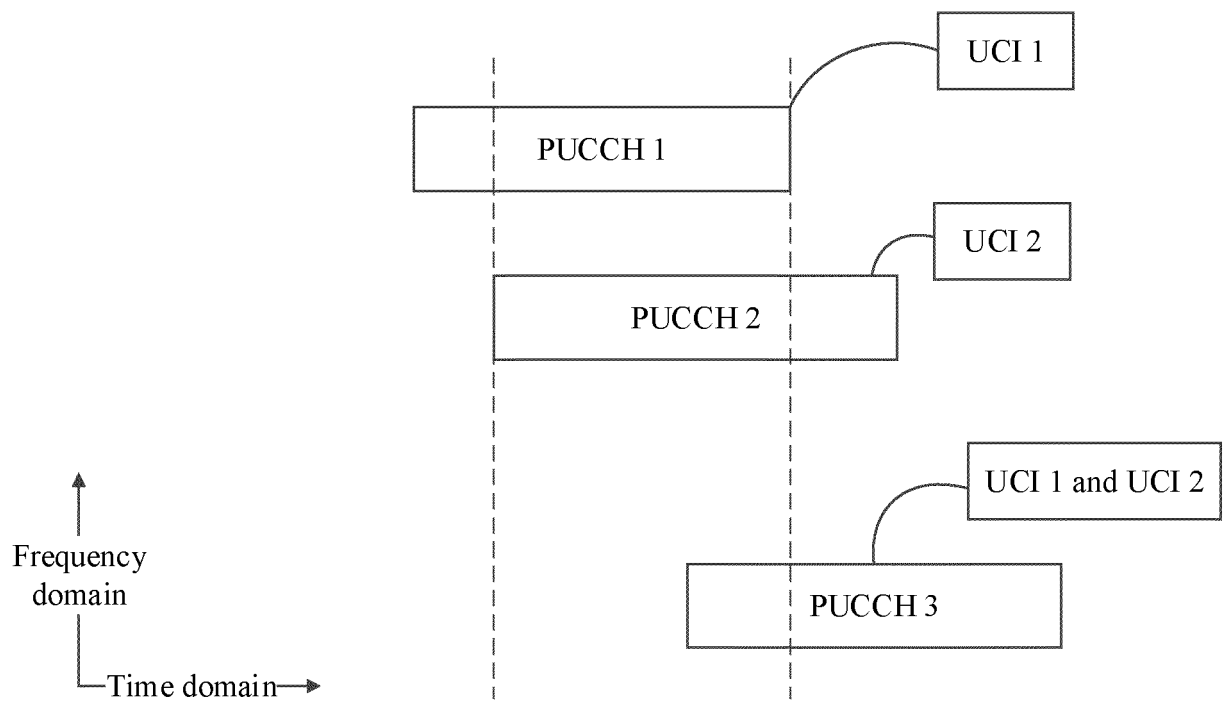 UCI 1
PUCCH 1
UCI 2
PUCCH 2
UCI 1 and UCI 2
PUCCH 3
Frequency
domain
Time domain